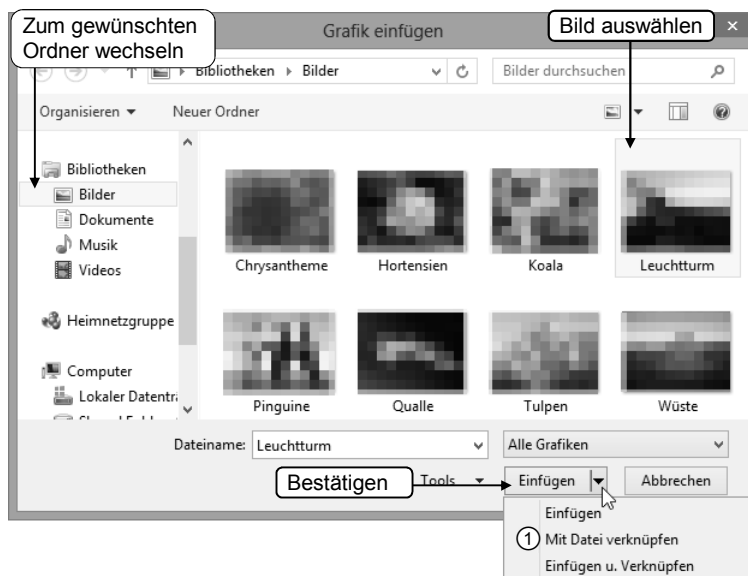 Zum gewünschten
Ordner wechseln
Grafik einfügen
Bild auswählen
Bibliotheken Bilder
Bilder durchsuchen
Organisieren
Neuer Ordner
Bibliotheken
Bilder
Dokumente
Musik
Videos
Heimnetzgruppe
Computer
Lokaler Datentr
Chrysantheme
Hortensien
Koala
Leuchtturm
Pinguine
Qualle
Tulpen
Wüste
Dateiname: Leuchtturm
Alle Grafiken
Bestätigen
Tools
Einfügen
Abbrechen
Einfügen
1 Mit Datei verknüpfen
Einfügen u. Verknüpfen